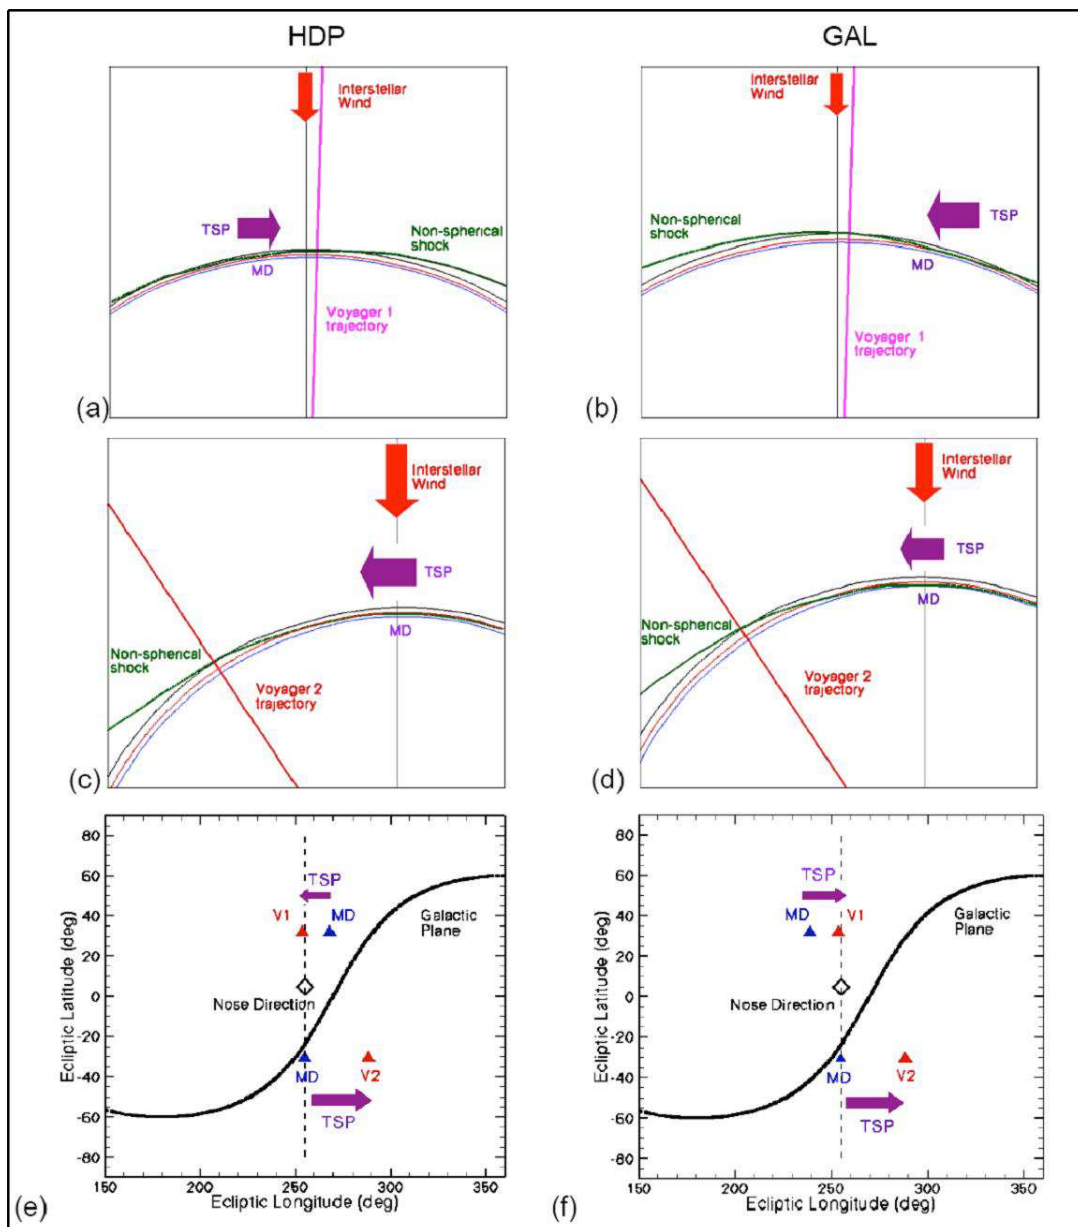 HDP
GAL
Interstellar
Wind
TSP
Non-spherical
shock
MD
Voyager 1
trajectory
(a)
Interstellar
Wind
Non-spherical
shock
TSP
MD
Voyager 1
trajectory
(b)
Interstellar
Wind
TSP
Non-spherical
shock
MD
Voyager 2
trajectory
(c)
Interstellar
Wind
TSP
Non-spherical
shock
MD
Voyager 2
trajectory
(d)
80
60
40
20
0
-20
-40
-60
-80
Ecliptic Latitude (deg)
TSP
V1
MD
Galactic
Plane
Nose Direction
MD
V2
TSP
150
200
250
300
350
Ecliptic Longitude (deg)
(e)
80
60
40
20
0
-20
-40
-60
-80
Ecliptic Latitude (deg)
TSP
MD
V1
Galactic
Plane
Nose Direction
MD
V2
TSP
150
200
250
300
350
Ecliptic Longitude (deg)
(f)